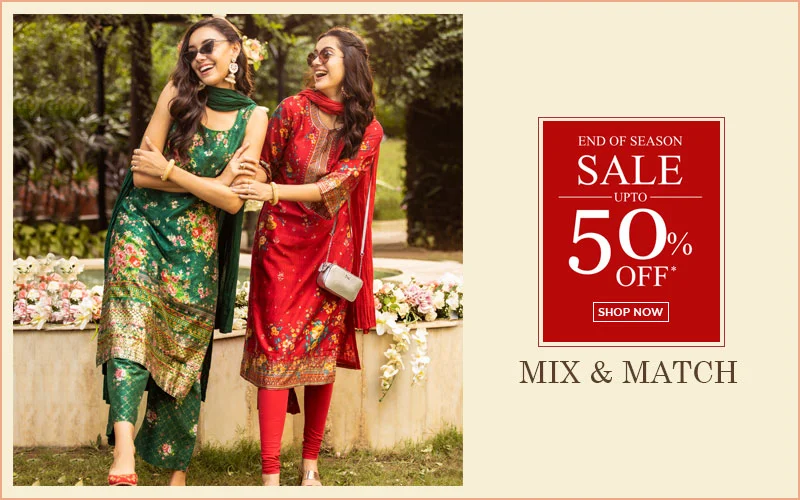 END OF SEASON
SALE
UPTO
50%
OFF*
SHOP NOW
MIX & MATCH